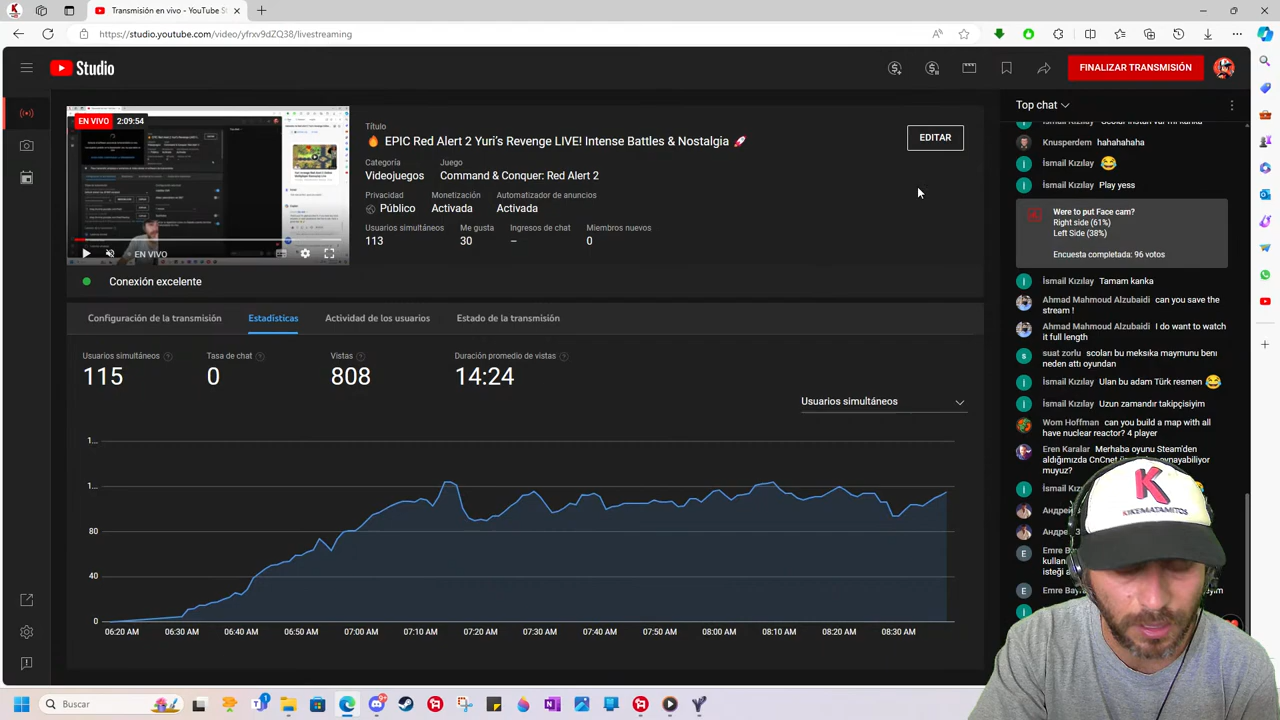 Transmisión en vivo - YouTube S
https://studio.youtube.com/video/yfrxv9dZQ38/livestreaming
Studio
FINALIZAR TRANSMISIÓN
EN VIVO 2:09:54
EN VIVO
Título
🔥 EPIC Red Alert 2 Yuri's Revenge LIVE! Intense Battles & Nostalgia 🚀
EDITAR
Categoría Juego
Videojuegos Command & Conquer: Red Alert 2
Privacidad Monetización Automatizador de anuncios
Público Activada Activada
Usuarios simultáneos Me gusta Ingresos de chat Miembros nuevos
113 30 – 0
Conexión excelente
Configuración de la transmisión Estadísticas Actividad de los usuarios Estado de la transmisión
Usuarios simultáneos Tasa de chat Vistas Duración promedio de vistas
115 0 808 14:24
Usuarios simultáneos
1...
1...
80
40
0
06:20 AM 06:30 AM 06:40 AM 06:50 AM 07:00 AM 07:10 AM 07:20 AM 07:30 AM 07:40 AM 07:50 AM 08:00 AM 08:10 AM 08:20 AM 08:30 AM
Top chat
Knusperdem hahahahaha
İsmail Kızılay 😂
İsmail Kızılay Play yess
Were to put Face cam?
Right side (61%)
Left Side (38%)
Encuesta completada: 96 votos
İsmail Kızılay Tamam kanka
Ahmad Mahmoud Alzubaidi can you save the
stream !
Ahmad Mahmoud Alzubaidi I do want to watch
it full length
suat zorlu scoları bu meksıka maymunu benı
neden attı oyundan
İsmail Kızılay Ulan bu adam Türk resmen 😂
İsmail Kızılay Uzun zamandır takipçisiyim
Wom Hoffman can you build a map with all
have nuclear reactor? 4 player
Eren Karalar Merhaba oyunu Steam'den
muyuz?
Андрей
Андрей
Emre
isteği
K
KIKEMATAMITOS
Buscar